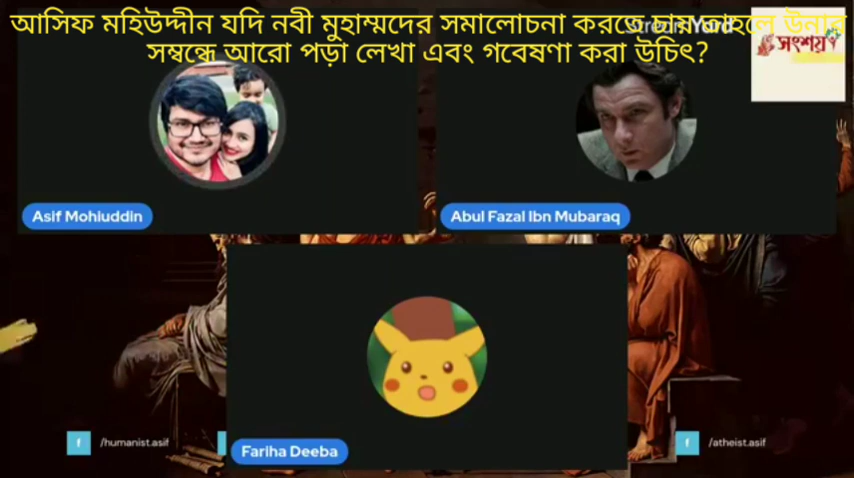 আসিফ মহিউদ্দীন যদি নবী মুহাম্মদের সমালোচনা করতে চায় তাহলে উনার
সম্বন্ধে আরো পড়া লেখা এবং গবেষণা করা উচিৎ?
সংশয়
Asif Mohiuddin
Abul Fazal Ibn Mubaraq
/humanist.asif
/atheist.asif
Fariha Deeba